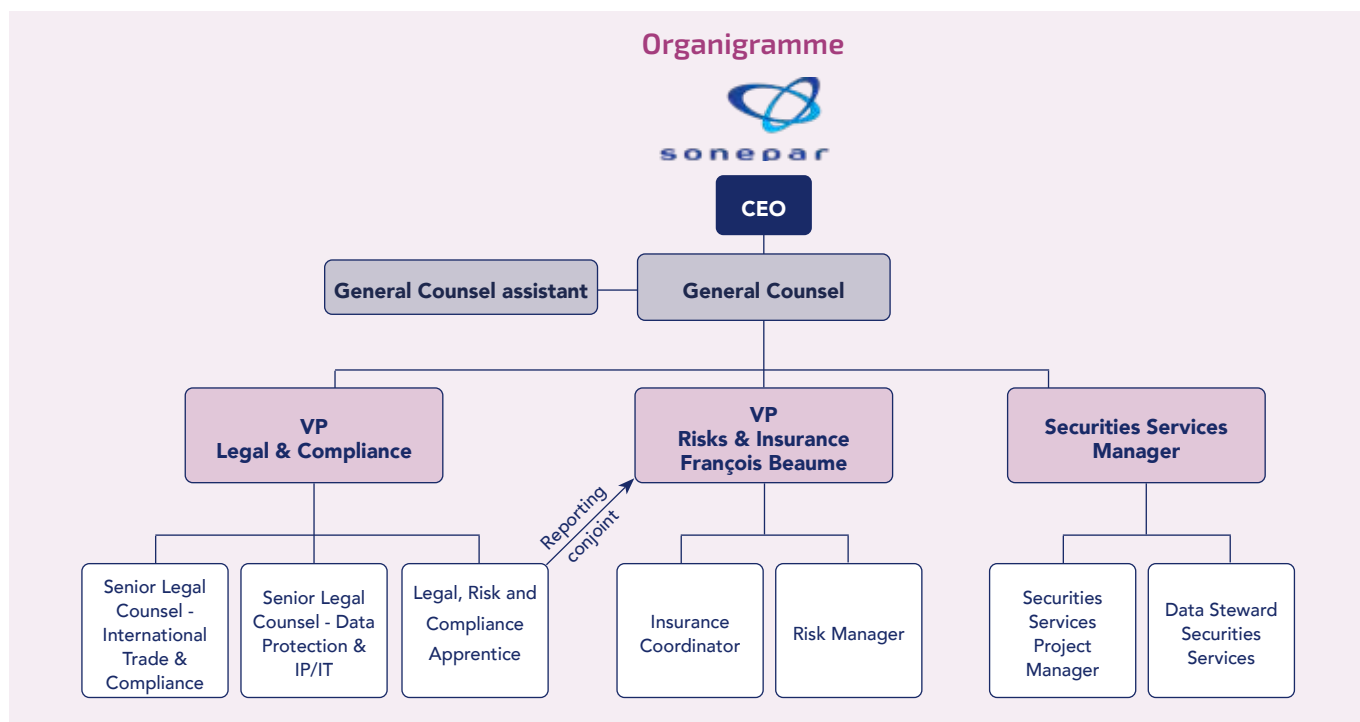 Organigramme
sonepar
CEO
General Counsel assistant
General Counsel
VP
Legal & Compliance
VP
Risks & Insurance
François Beaume
Securities Services
Manager
Reporting
conjoint
Senior Legal
Counsel -
International
Trade &
Compliance
Senior Legal
Counsel - Data
Protection &
IP/IT
Legal, Risk and
Compliance
Apprentice
Insurance
Coordinator
Risk Manager
Securities
Services
Project
Manager
Data Steward
Securities
Services